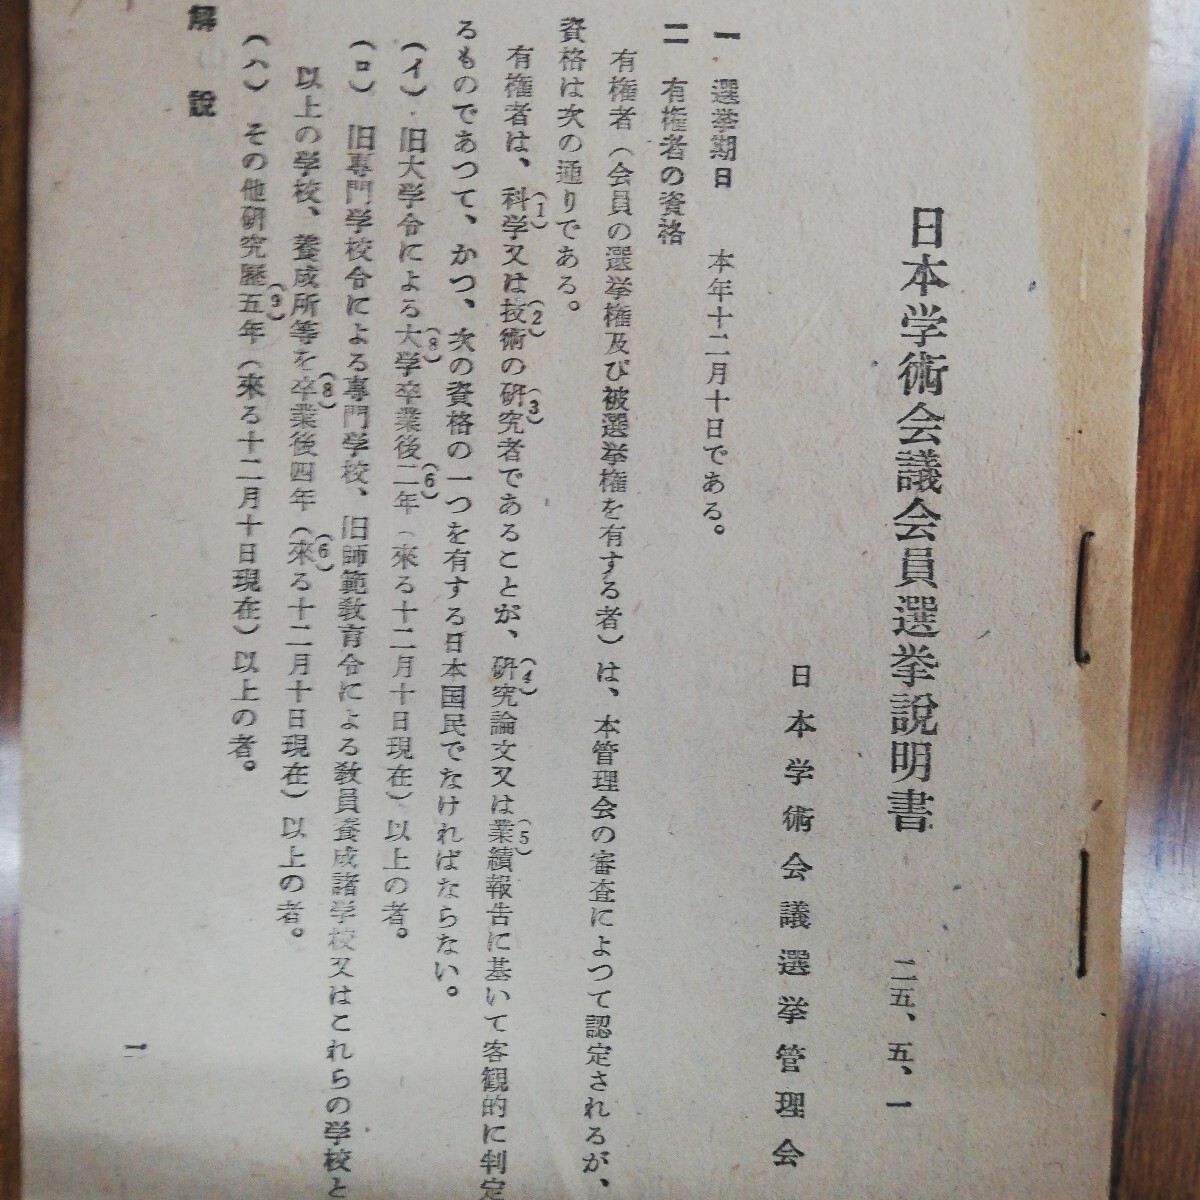 日本学術会議会員選挙説明書
二五、五、一
日本学術会議選挙管理会
一 選挙期日 本年十二月十日である。
二 有権者の資格
有権者(会員の選挙権及び被選挙権を有する者)は、本管理会の審査によつて認定されるが、
資格は次の通りである。
有権者は、科学(1)又は技術(2)の研究者(3)であることが、研究論文(4)又は業績報告(5)に基いて客観的に判定
るものであつて、かつ、次の資格の一つを有する日本国民でなければならない。
(イ) 旧大学令による大学卒業(8)後二年(6)(來る十二月十日現在)以上の者。
(ロ) 旧専門学校令による専門学校、旧師範教育令による教員養成諸学校又はこれらの学校と
以上の学校、養成所等を卒業(8)後四年(6)(來る十二月十日現在)以上の者。
(ハ) その他研究歴(9)五年(來る十二月十日現在)以上の者。
解説
一